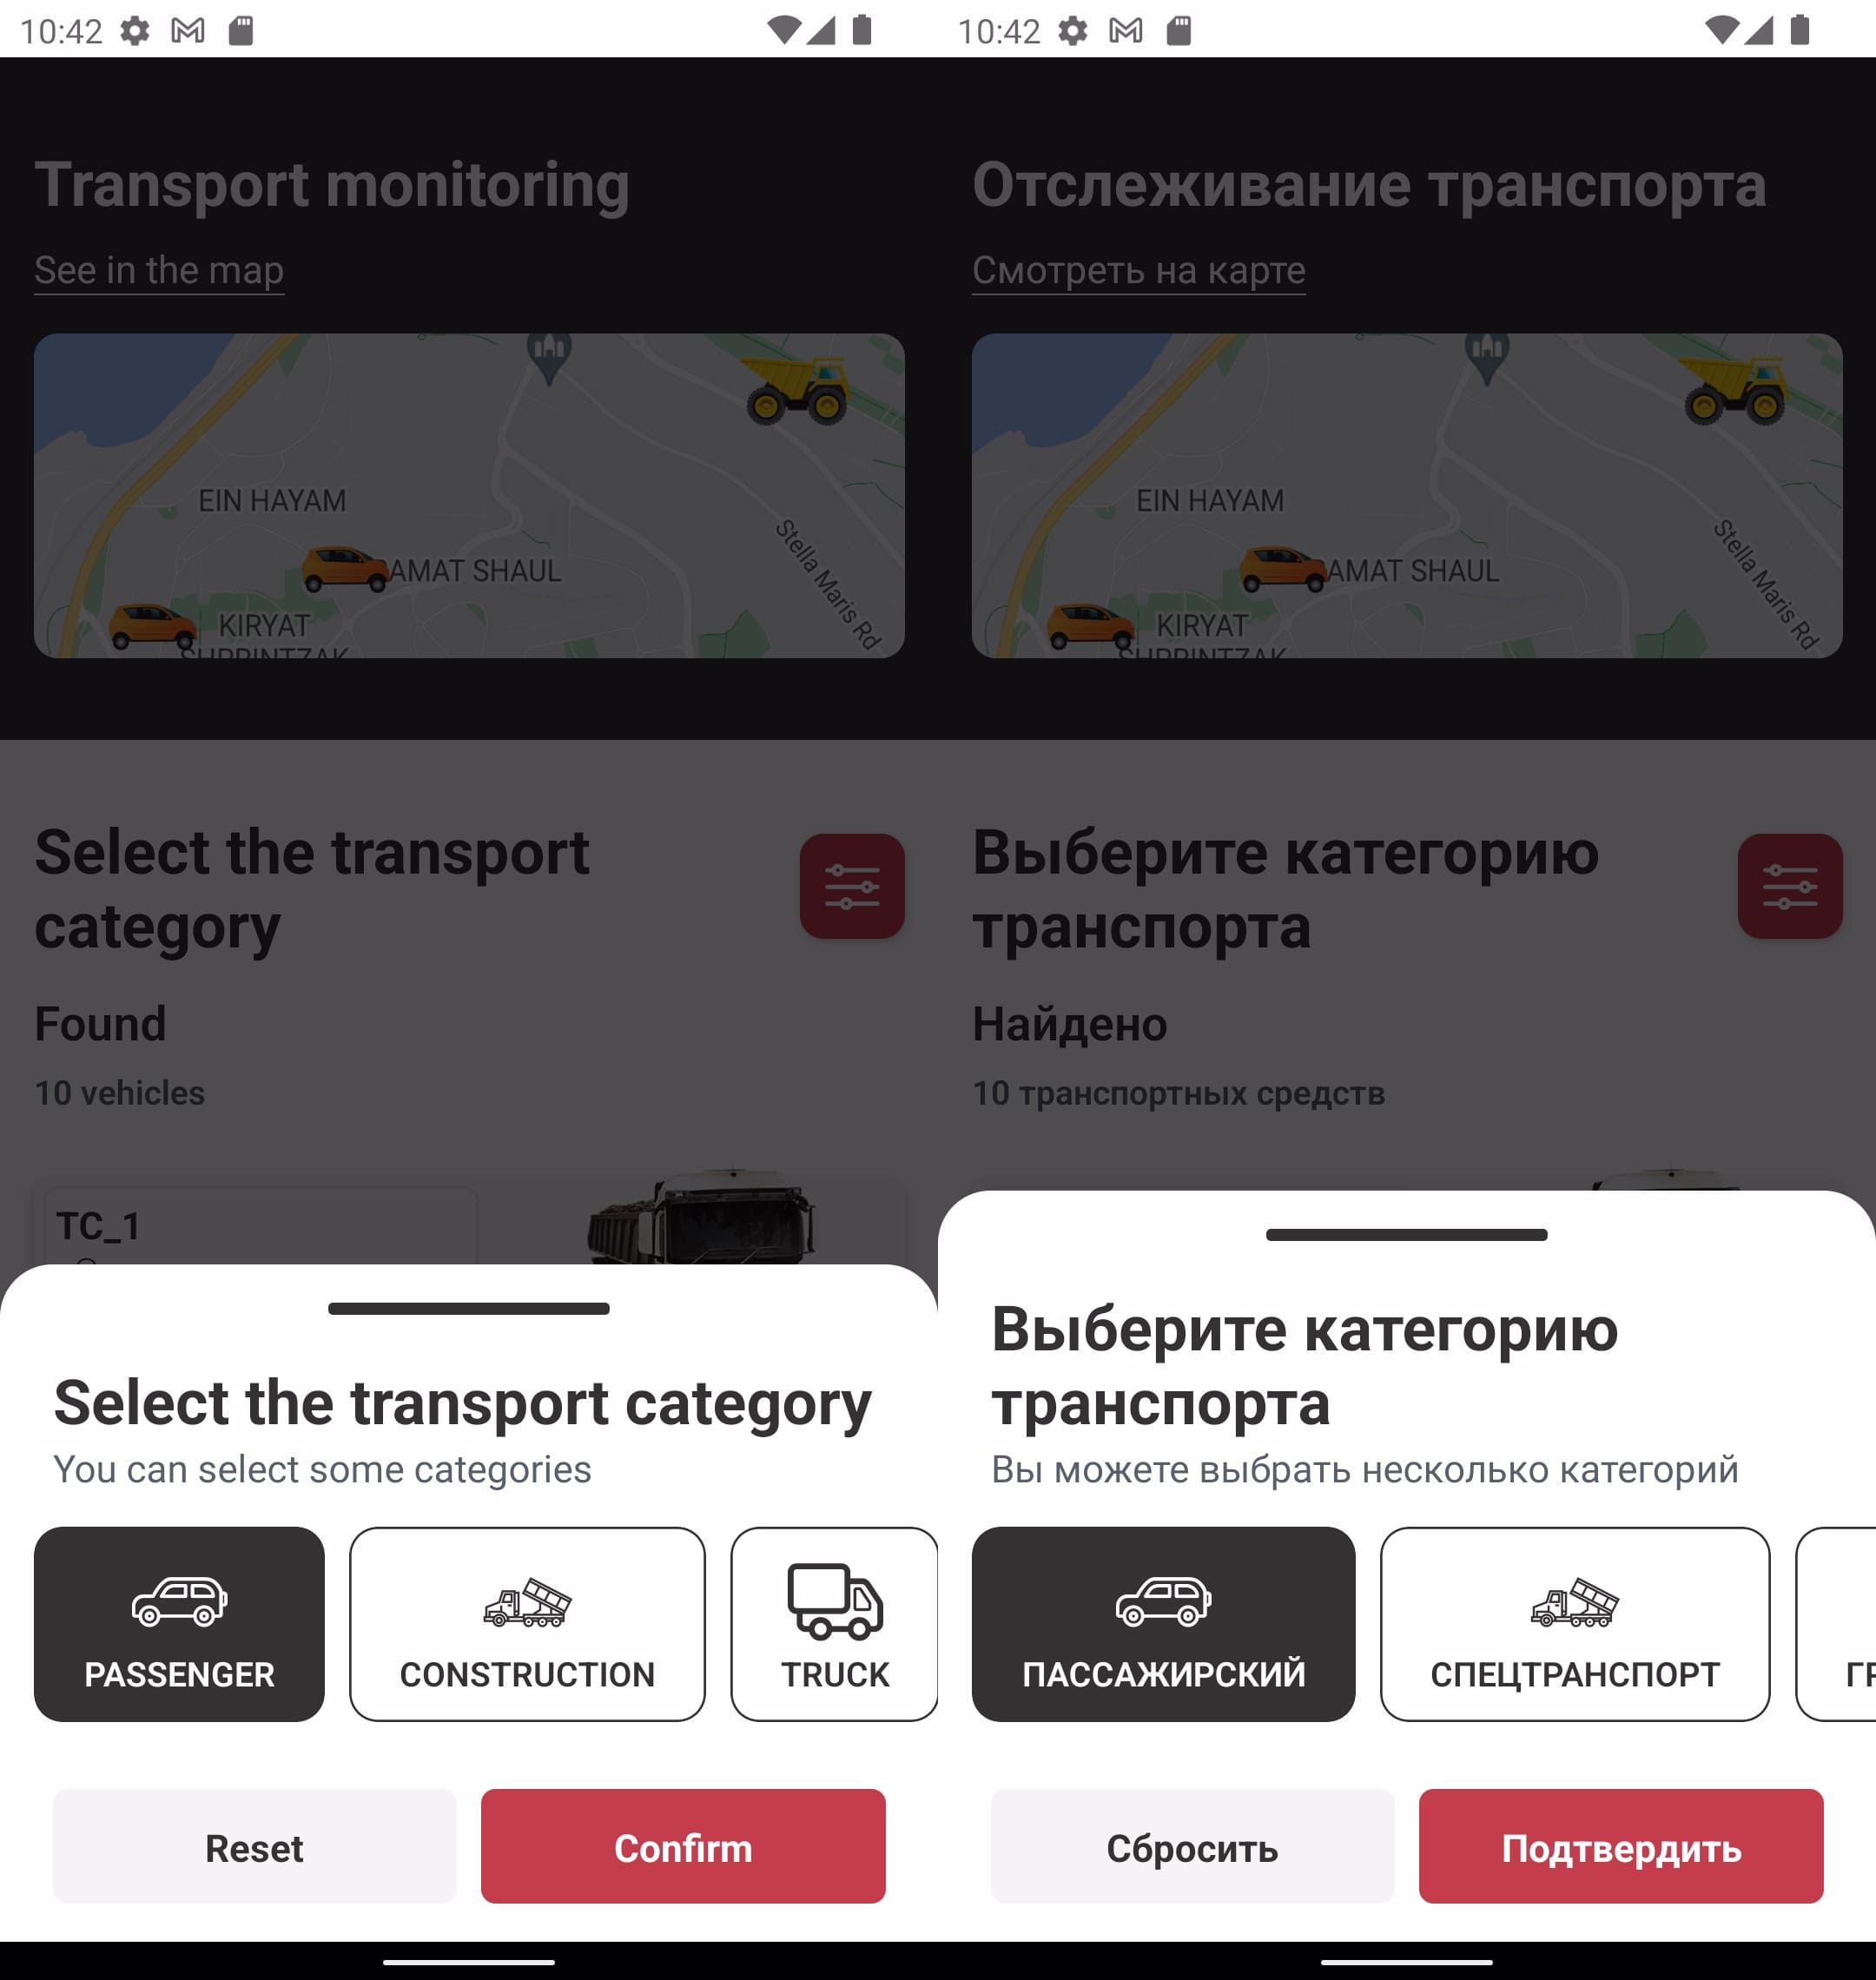 10:42
Transport monitoring
See in the map
EIN HAYAM
AMAT SHAUL
KIRYAT
SHPRINTZAK
Stella Maris Rd
Select the transport
category
Found
10 vehicles
TC_1
Select the transport category
You can select some categories
PASSENGER
CONSTRUCTION
TRUCK
Reset
Confirm
10:42
Отслеживание транспорта
Смотреть на карте
EIN HAYAM
AMAT SHAUL
KIRYAT
SHPRINTZAK
Stella Maris Rd
Выберите категорию
транспорта
Найдено
10 транспортных средств
Выберите категорию
транспорта
Вы можете выбрать несколько категорий
ПАССАЖИРСКИЙ
СПЕЦТРАНСПОРТ
ГР
Сбросить
Подтвердить